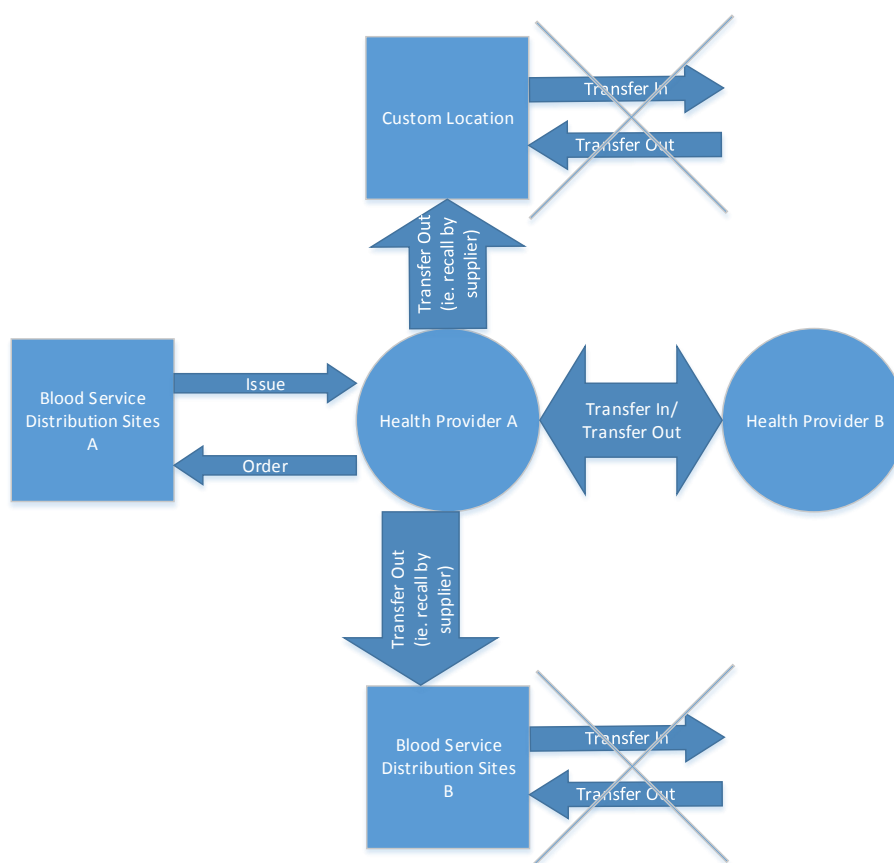 Custom Location
Transfer In
Transfer Out
Transfer Out
(ie. recall by
supplier)
Blood Service
Distribution Sites
A
Issue
Order
Health Provider A
Transfer In/
Transfer Out
Health Provider B
Transfer Out
(ie. recall by
supplier)
Blood Service
Distribution Sites
B
Transfer In
Transfer Out